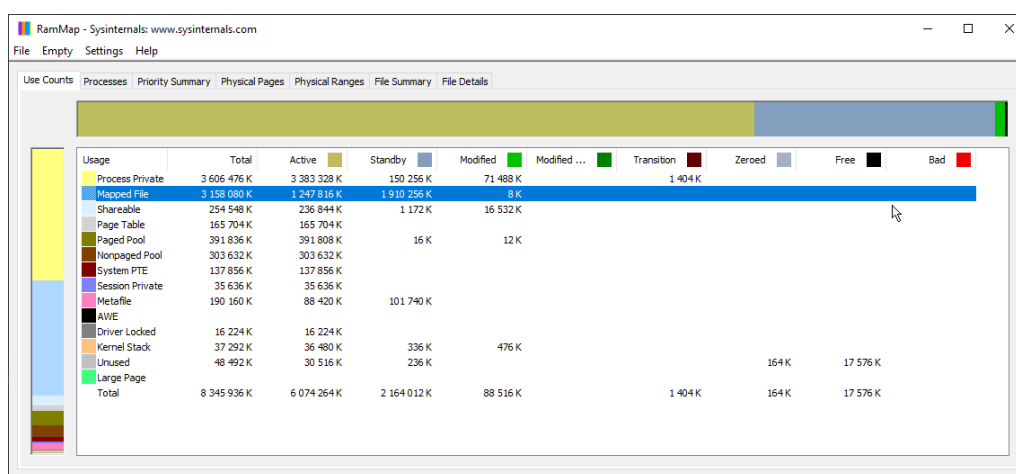 RamMap - Sysinternals: www.sysinternals.com
File Empty Settings Help
Use Counts Processes Priority Summary Physical Pages Physical Ranges File Summary File Details
Usage Total Active Standby Modified Modified ... Transition Zeroed Free Bad
Process Private 3 606 476 K 3 383 328 K 150 256 K 71 488 K 1 404 K
Mapped File 3 158 080 K 1 247 816 K 1 910 256 K 8 K
Shareable 254 548 K 236 844 K 1 172 K 16 532 K
Page Table 165 704 K 165 704 K
Paged Pool 391 836 K 391 808 K 16 K 12 K
Nonpaged Pool 303 632 K 303 632 K
System PTE 137 856 K 137 856 K
Session Private 35 636 K 35 636 K
Metafile 190 160 K 88 420 K 101 740 K
AWE
Driver Locked 16 224 K 16 224 K
Kernel Stack 37 292 K 36 480 K 336 K 476 K
Unused 48 492 K 30 516 K 236 K 164 K 17 576 K
Large Page
Total 8 345 936 K 6 074 264 K 2 164 012 K 88 516 K 1 404 K 164 K 17 576 K